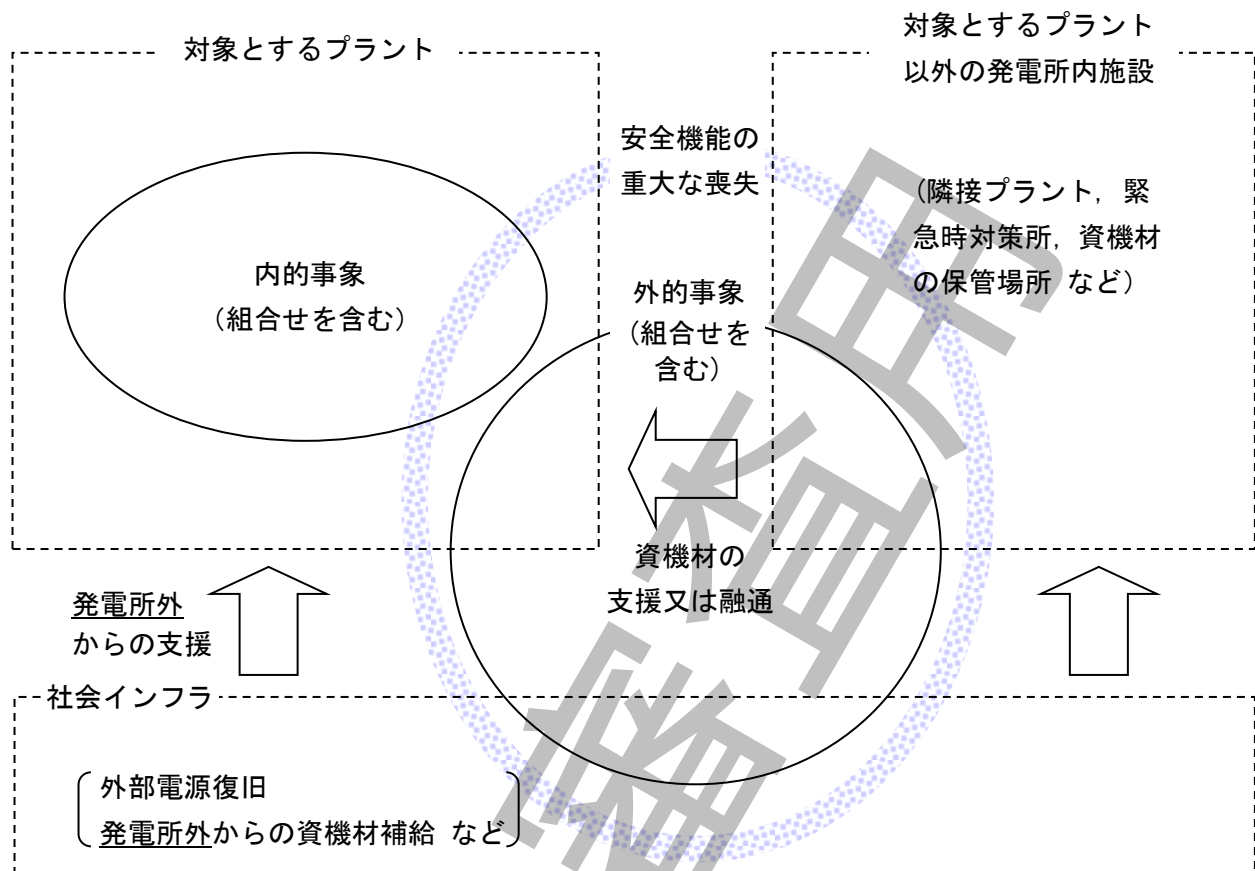 対象とするプラント
対象とするプラント
以外の発電所内施設
安全機能の
重大な喪失
(隣接プラント，緊
急時対策所，資機材
の保管場所 など)
内的事象
(組合せを含む)
外的事象
(組合せを
含む)
資機材の
支援又は融通
発電所外
からの支援
社会インフラ
外部電源復旧
発電所外からの資機材補給 など
審査用